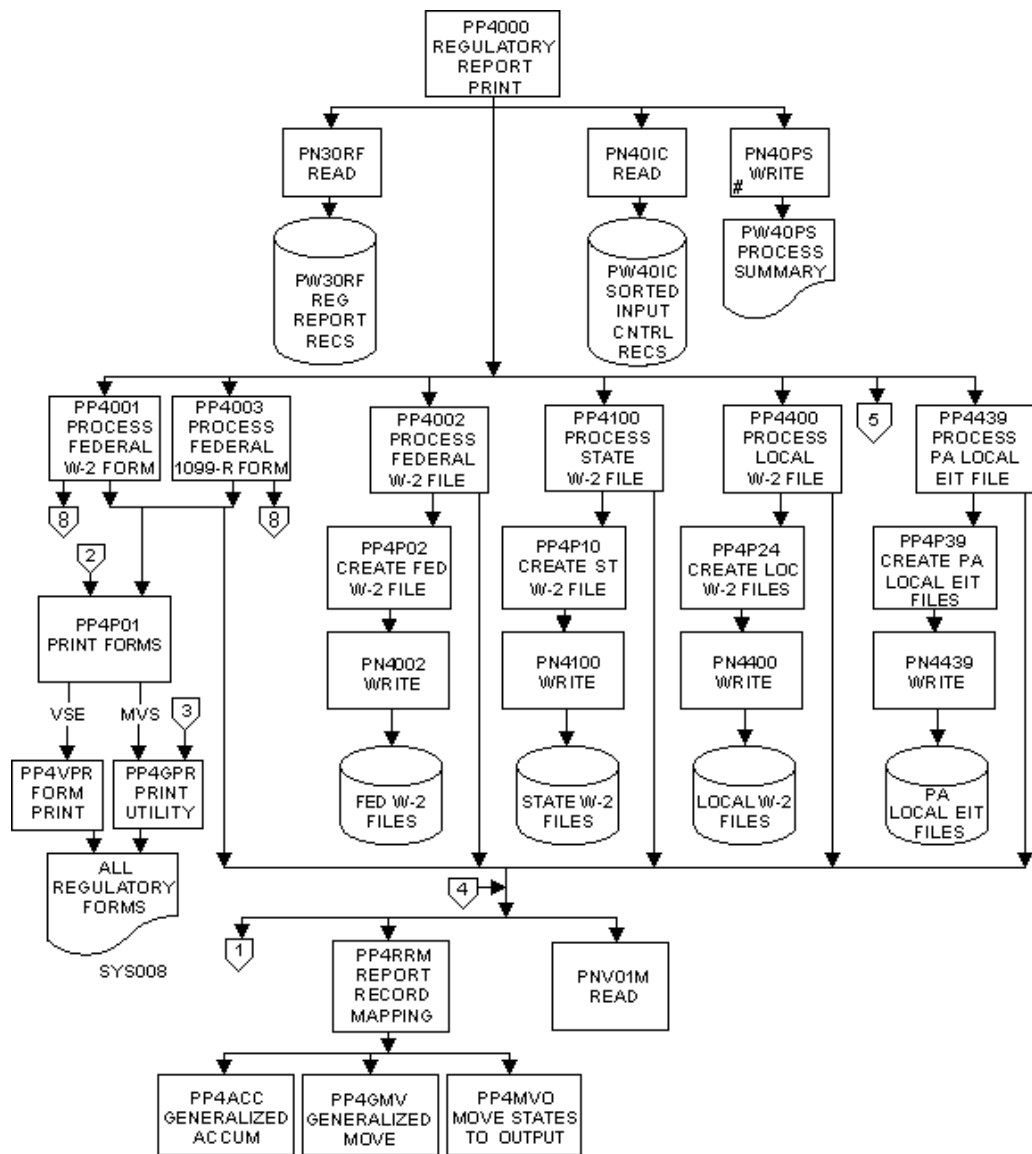 PP4000
REGULATORY
REPORT
PRINT
PN30RF
READ
PN40IC
READ
PN40PS
WRITE
#
PW30RF
REG
REPORT
RECS
PW40IC
SORTED
INPUT
CNTRL
RECS
PW40PS
PROCESS
SUMMARY
PP4001
PROCESS
FEDERAL
W-2 FORM
PP4003
PROCESS
FEDERAL
1099-R FORM
PP4002
PROCESS
FEDERAL
W-2 FILE
PP4100
PROCESS
STATE
W-2 FILE
PP4400
PROCESS
LOCAL
W-2 FILE
5
PP4439
PROCESS
PA LOCAL
EIT FILE
8
8
2
PP4P01
PRINT FORMS
PP4P02
CREATE FED
W-2 FILE
PP4P10
CREATE ST
W-2 FILE
PP4P24
CREATE LOC
W-2 FILES
PP4P39
CREATE PA
LOCAL EIT
FILES
PN4002
WRITE
PN4100
WRITE
PN4400
WRITE
PN4439
WRITE
VSE
MVS
3
PP4VPR
FORM
PRINT
PP4GPR
PRINT
UTILITY
FED W-2
FILES
STATE W-2
FILES
LOCAL W-2
FILES
PA
LOCAL EIT
FILES
ALL
REGULATORY
FORMS
SYS008
4
1
PP4RRM
REPORT
RECORD
MAPPING
PNV01M
READ
PP4ACC
GENERALIZED
ACCUM
PP4GMV
GENERALIZED
MOVE
PP4MVO
MOVE STATES
TO OUTPUT